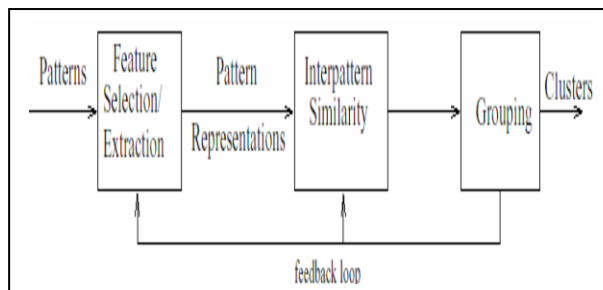 Patterns
Feature
Selection/
Extraction
Pattern
Representations
Interpattern
Similarity
Grouping
Clusters
feedback loop